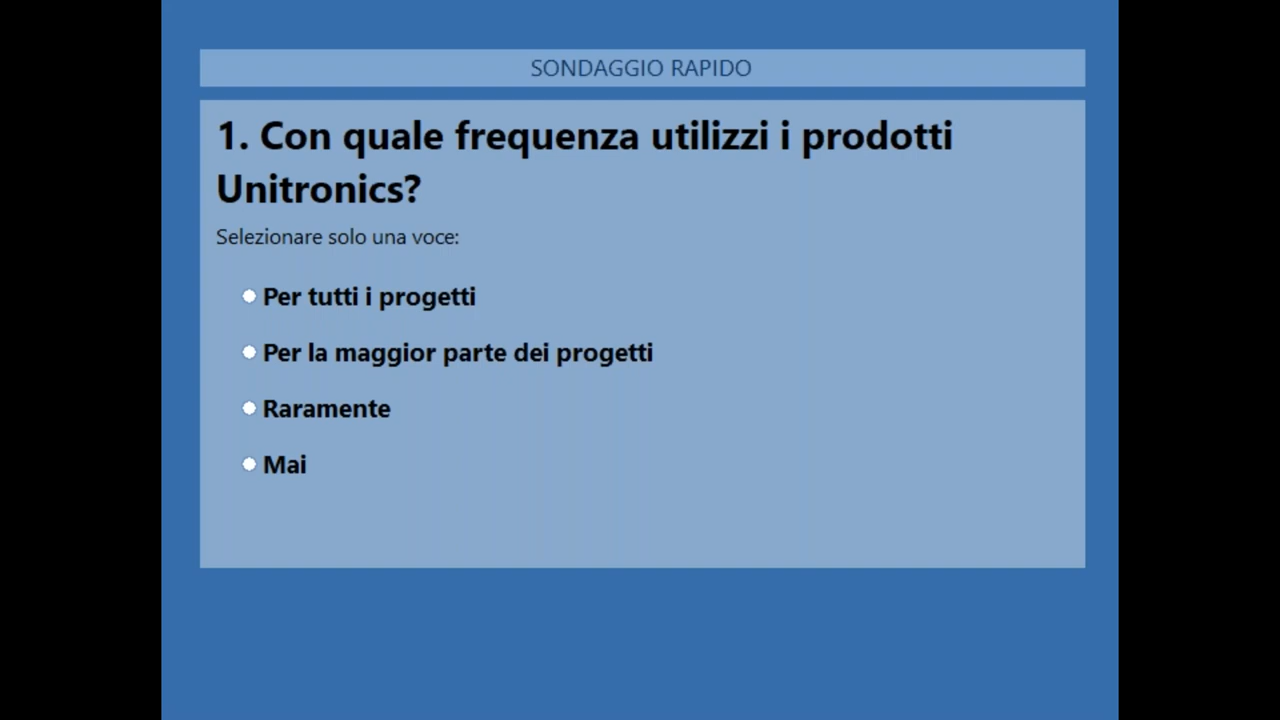 SONDAGGIO RAPIDO
1. Con quale frequenza utilizzi i prodotti
Unitronics?
Selezionare solo una voce:
Per tutti i progetti
Per la maggior parte dei progetti
Raramente
Mai